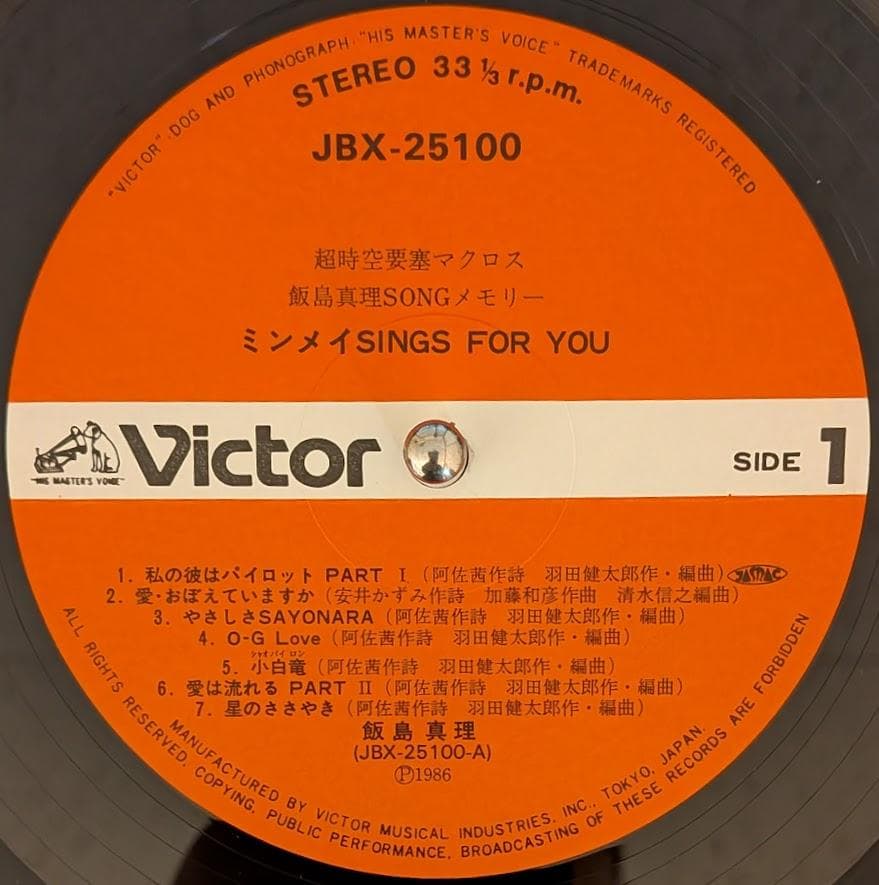 "VICTOR" ·DOG AND PHONOGRAPH·"HIS MASTER'S VOICE" TRADEMARKS REGISTERED
STEREO 33 ⅓ r.p.m.
JBX-25100
超時空要塞マクロス
飯島真理SONGメモリー
ミンメイSINGS FOR YOU
"HIS MASTER'S VOICE"
Victor
SIDE 1
1. 私の彼はパイロット PART Ⅰ (阿佐茜作詩 羽田健太郎作・編曲) JASRAC
2. 愛・おぼえていますか (安井かずみ作詩 加藤和彦作曲 清水信之編曲)
3. やさしさSAYONARA (阿佐茜作詩 羽田健太郎作・編曲)
4. O-G Love (阿佐茜作詩 羽田健太郎作・編曲)
シャオパイロン
5. 小白竜 (阿佐茜作詩 羽田健太郎作・編曲)
6. 愛は流れる PART Ⅱ (阿佐茜作詩 羽田健太郎作・編曲)
7. 星のささやき (阿佐茜作詩 羽田健太郎作・編曲)
飯島真理
(JBX-25100-A)
Ⓟ1986
MANUFACTURED BY VICTOR MUSICAL INDUSTRIES, INC., TOKYO, JAPAN.
ALL RIGHTS RESERVED. COPYING, PUBLIC PERFORMANCE, BROADCASTING OF THESE RECORDS ARE FORBIDDEN